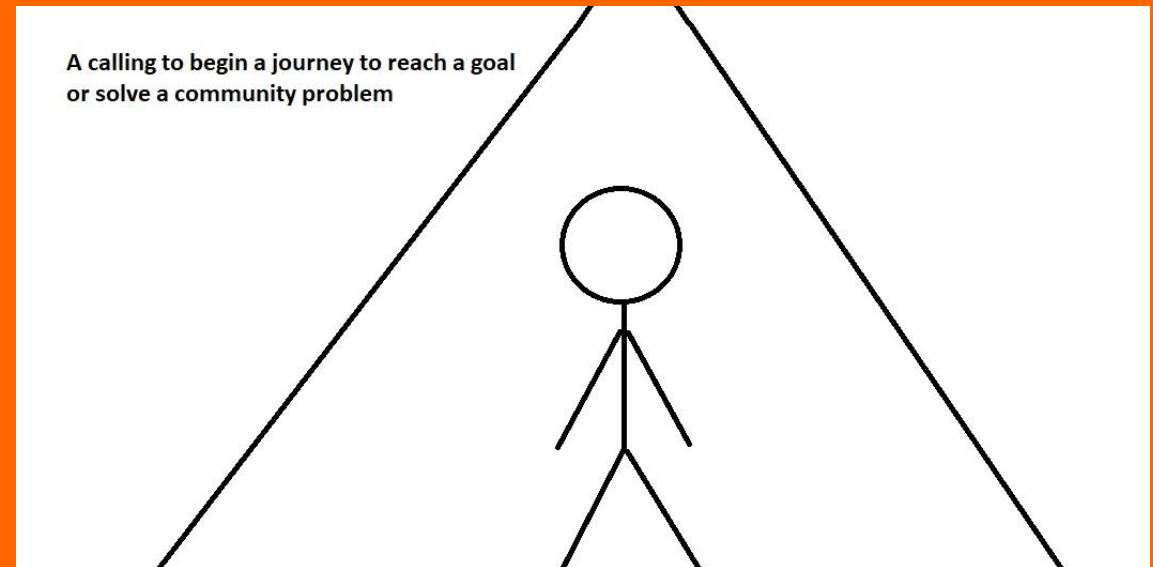 A calling to begin a journey to reach a goal
or solve a community problem